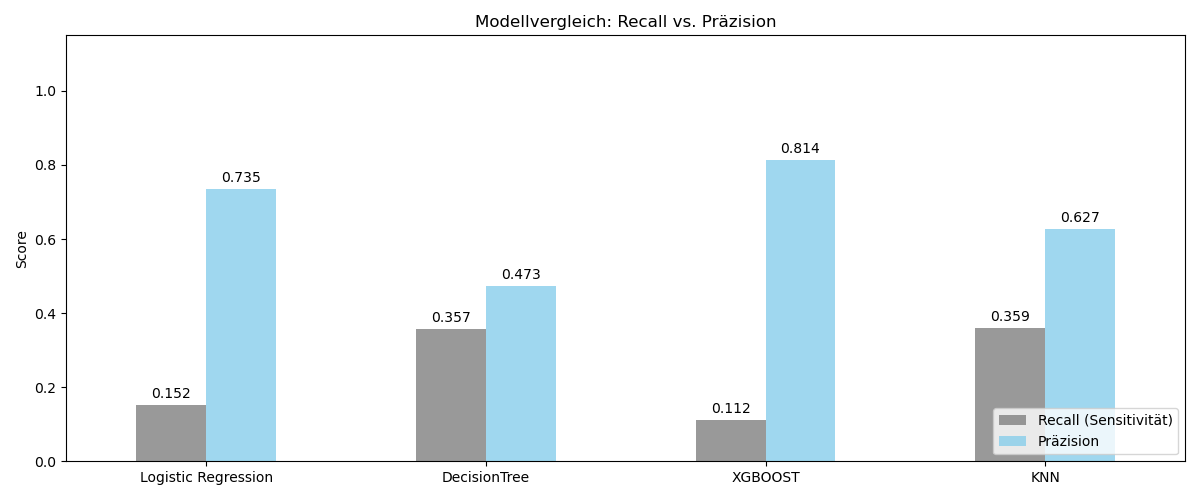 Modellvergleich: Recall vs. Präzision
Score
1.0
0.8
0.6
0.4
0.2
0.0
0.152
0.735
0.357
0.473
0.112
0.814
0.359
0.627
Recall (Sensitivität)
Präzision
Logistic Regression
DecisionTree
XGBOOST
KNN